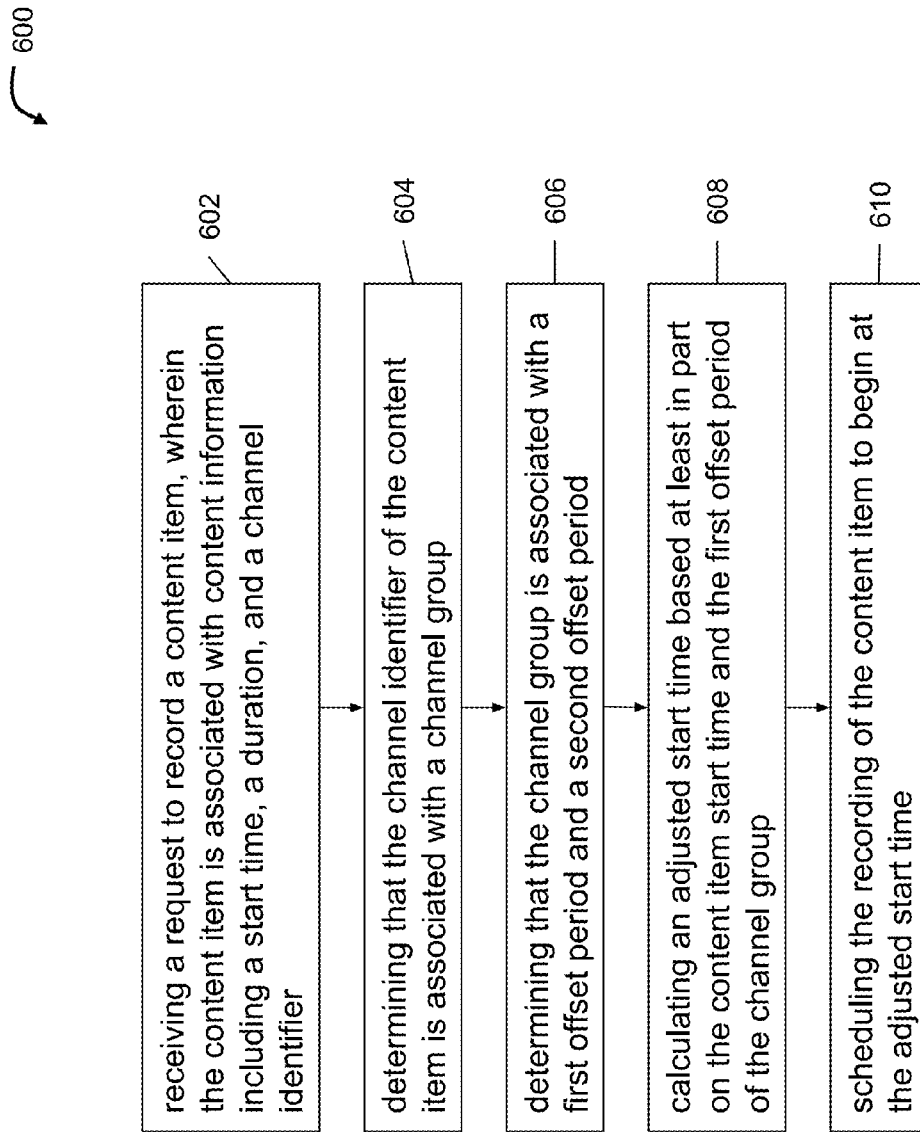 600
receiving a request to record a content item, wherein
the content item is associated with content information
including a start time, a duration, and a channel
identifier
602
determining that the channel identifier of the content
item is associated with a channel group
604
determining that the channel group is associated with a
first offset period and a second offset period
606
calculating an adjusted start time based at least in part
on the content item start time and the first offset period
of the channel group
608
scheduling the recording of the content item to begin at
the adjusted start time
610